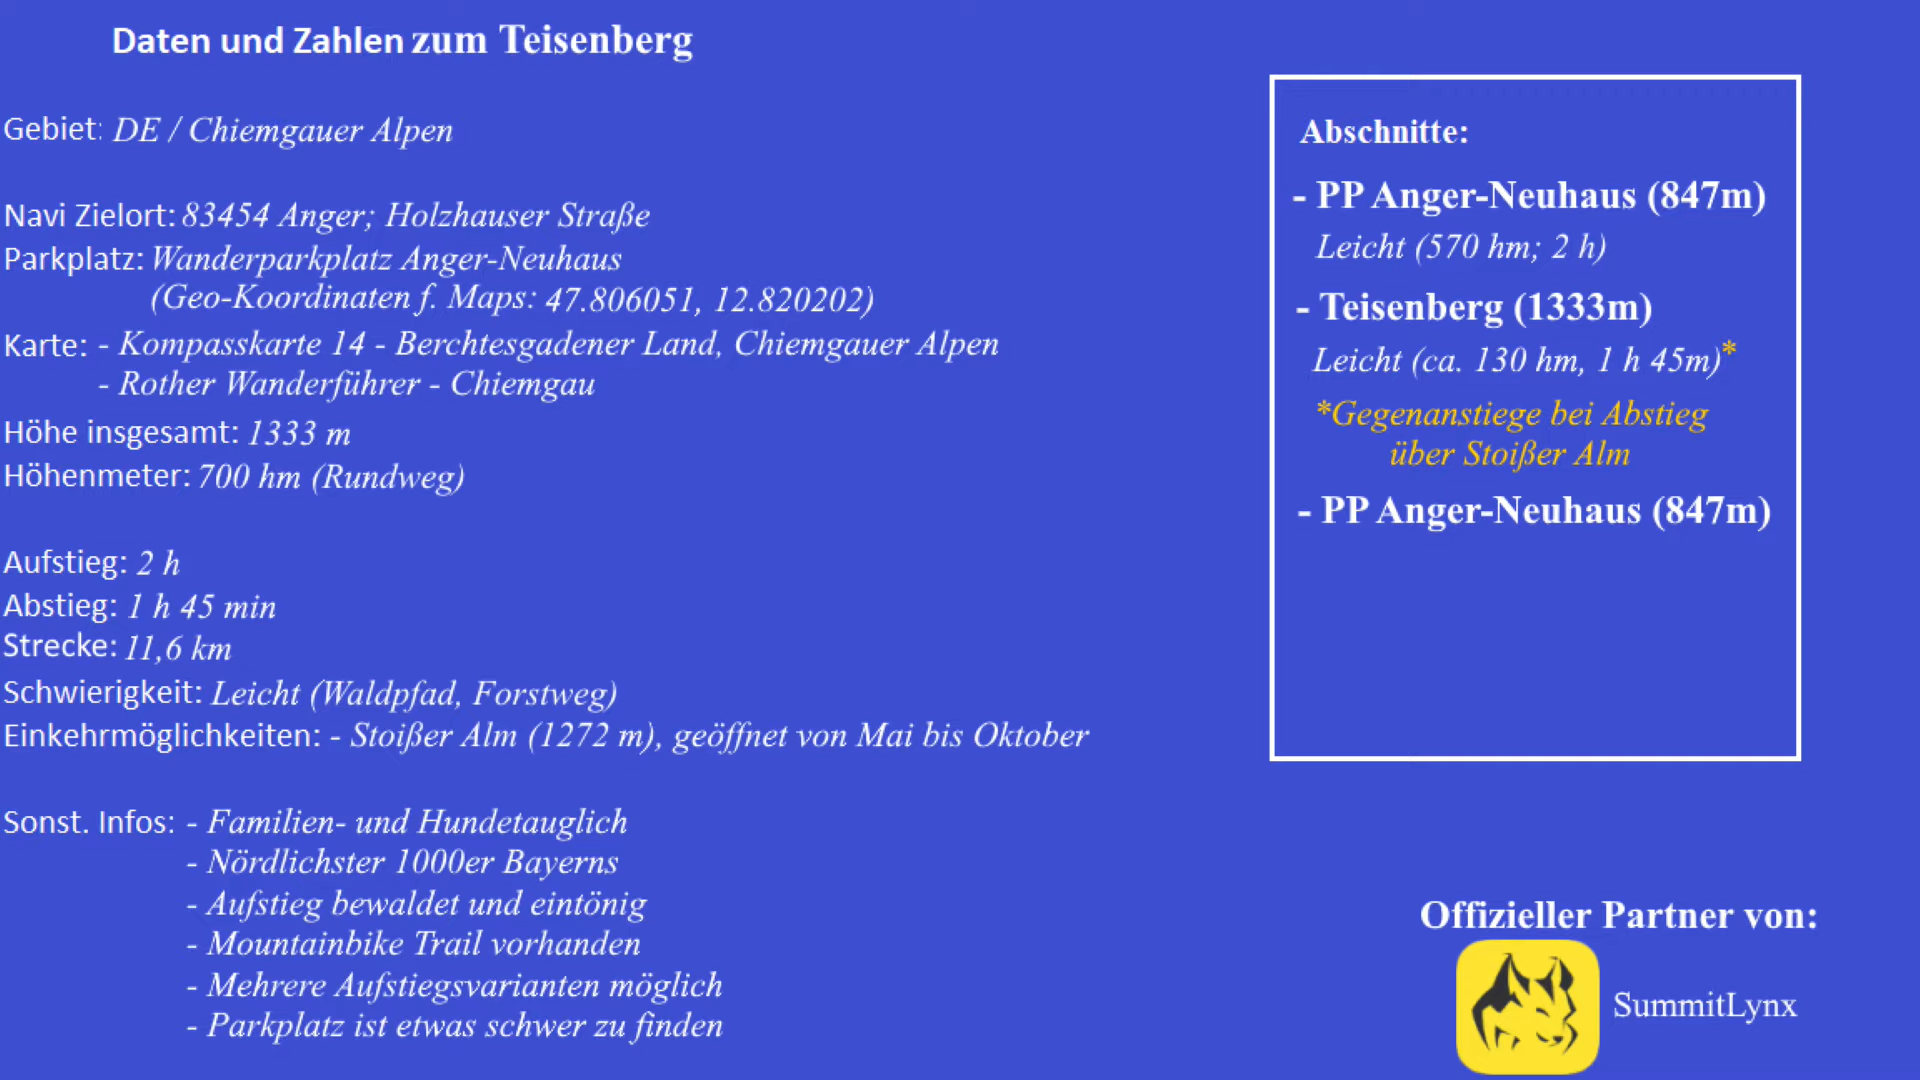 Daten und Zahlen zum Teisenberg
Gebiet: DE / Chiemgauer Alpen
Navi Zielort: 83454 Anger; Holzhauser Straße
Parkplatz: Wanderparkplatz Anger-Neuhaus
(Geo-Koordinaten f. Maps: 47.806051, 12.820202)
Karte: - Kompasskarte 14 - Berchtesgadener Land, Chiemgauer Alpen
- Rother Wanderführer - Chiemgau
Höhe insgesamt: 1333 m
Höhenmeter: 700 hm (Rundweg)
Aufstieg: 2 h
Abstieg: 1 h 45 min
Strecke: 11,6 km
Schwierigkeit: Leicht (Waldpfad, Forstweg)
Einkehrmöglichkeiten: - Stoißer Alm (1272 m), geöffnet von Mai bis Oktober
Sonst. Infos: - Familien- und Hundetauglich
- Nördlichster 1000er Bayerns
- Aufstieg bewaldet und eintönig
- Mountainbike Trail vorhanden
- Mehrere Aufstiegsvarianten möglich
- Parkplatz ist etwas schwer zu finden
Abschnitte:
- PP Anger-Neuhaus (847m)
Leicht (570 hm; 2 h)
- Teisenberg (1333m)
Leicht (ca. 130 hm, 1 h 45m)*
*Gegenanstiege bei Abstieg
über Stoißer Alm
- PP Anger-Neuhaus (847m)
Offizieller Partner von:
SummitLynx